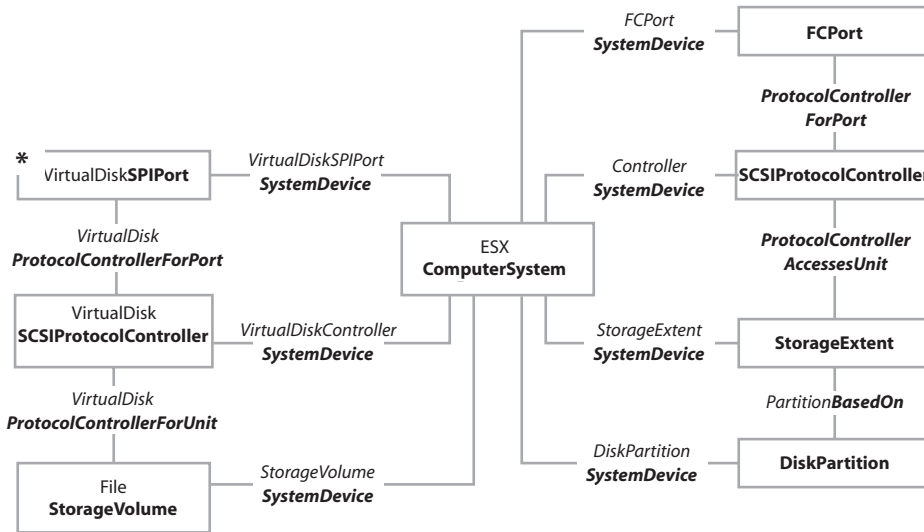 FCPort
SystemDevice
FCPort
ProtocolController
ForPort
*
VirtualDiskSPIPort
VirtualDiskSPIPort
SystemDevice
Controller
SystemDevice
SCSIProtocolController
VirtualDisk
ProtocolControllerForPort
ESX
ComputerSystem
ProtocolController
AccessesUnit
VirtualDisk
SCSIProtocolController
VirtualDiskController
SystemDevice
StorageExtent
SystemDevice
StorageExtent
VirtualDisk
ProtocolControllerForUnit
PartitionBasedOn
File
StorageVolume
StorageVolume
SystemDevice
DiskPartition
SystemDevice
DiskPartition